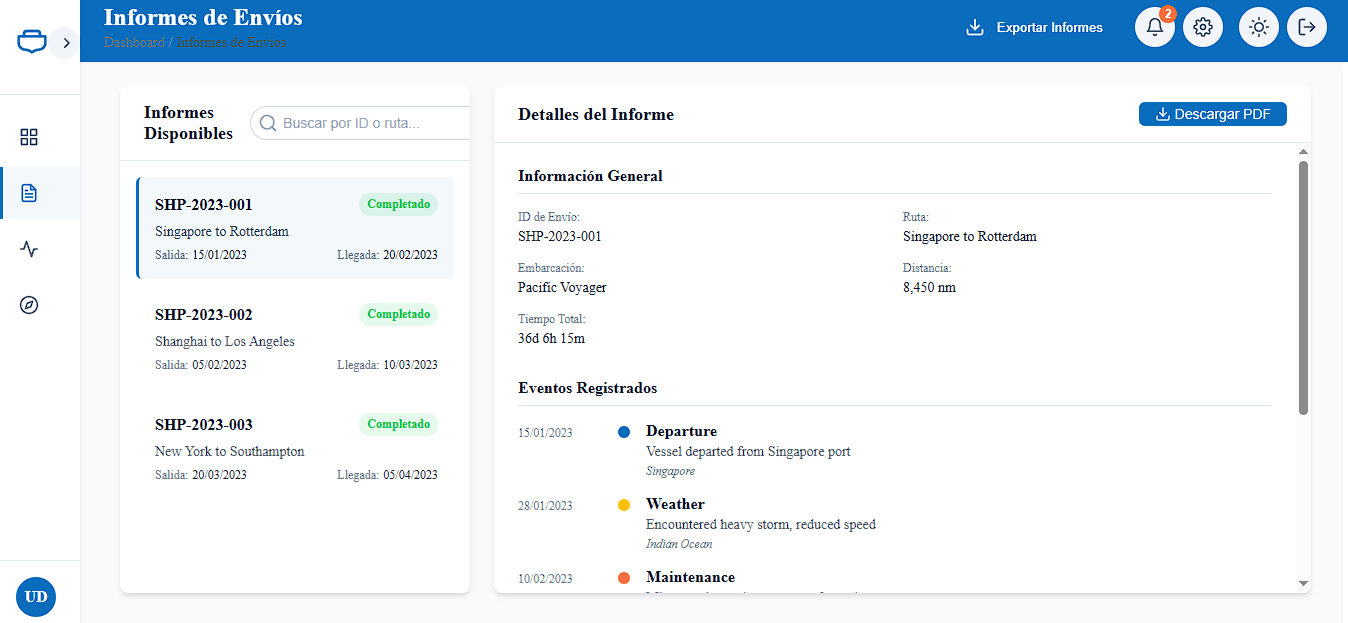 Informes de Envíos
Dashboard / Informes de Envíos
Exportar Informes
2
Informes
Disponibles
Buscar por ID o ruta...
SHP-2023-001
Completado
Singapore to Rotterdam
Salida: 15/01/2023
Llegada: 20/02/2023
SHP-2023-002
Completado
Shanghai to Los Angeles
Salida: 05/02/2023
Llegada: 10/03/2023
SHP-2023-003
Completado
New York to Southampton
Salida: 20/03/2023
Llegada: 05/04/2023
UD
Detalles del Informe
Descargar PDF
Información General
ID de Envío:
SHP-2023-001
Ruta:
Singapore to Rotterdam
Embarcación:
Pacific Voyager
Distancia:
8,450 nm
Tiempo Total:
36d 6h 15m
Eventos Registrados
15/01/2023
Departure
Vessel departed from Singapore port
Singapore
28/01/2023
Weather
Encountered heavy storm, reduced speed
Indian Ocean
10/02/2023
Maintenance